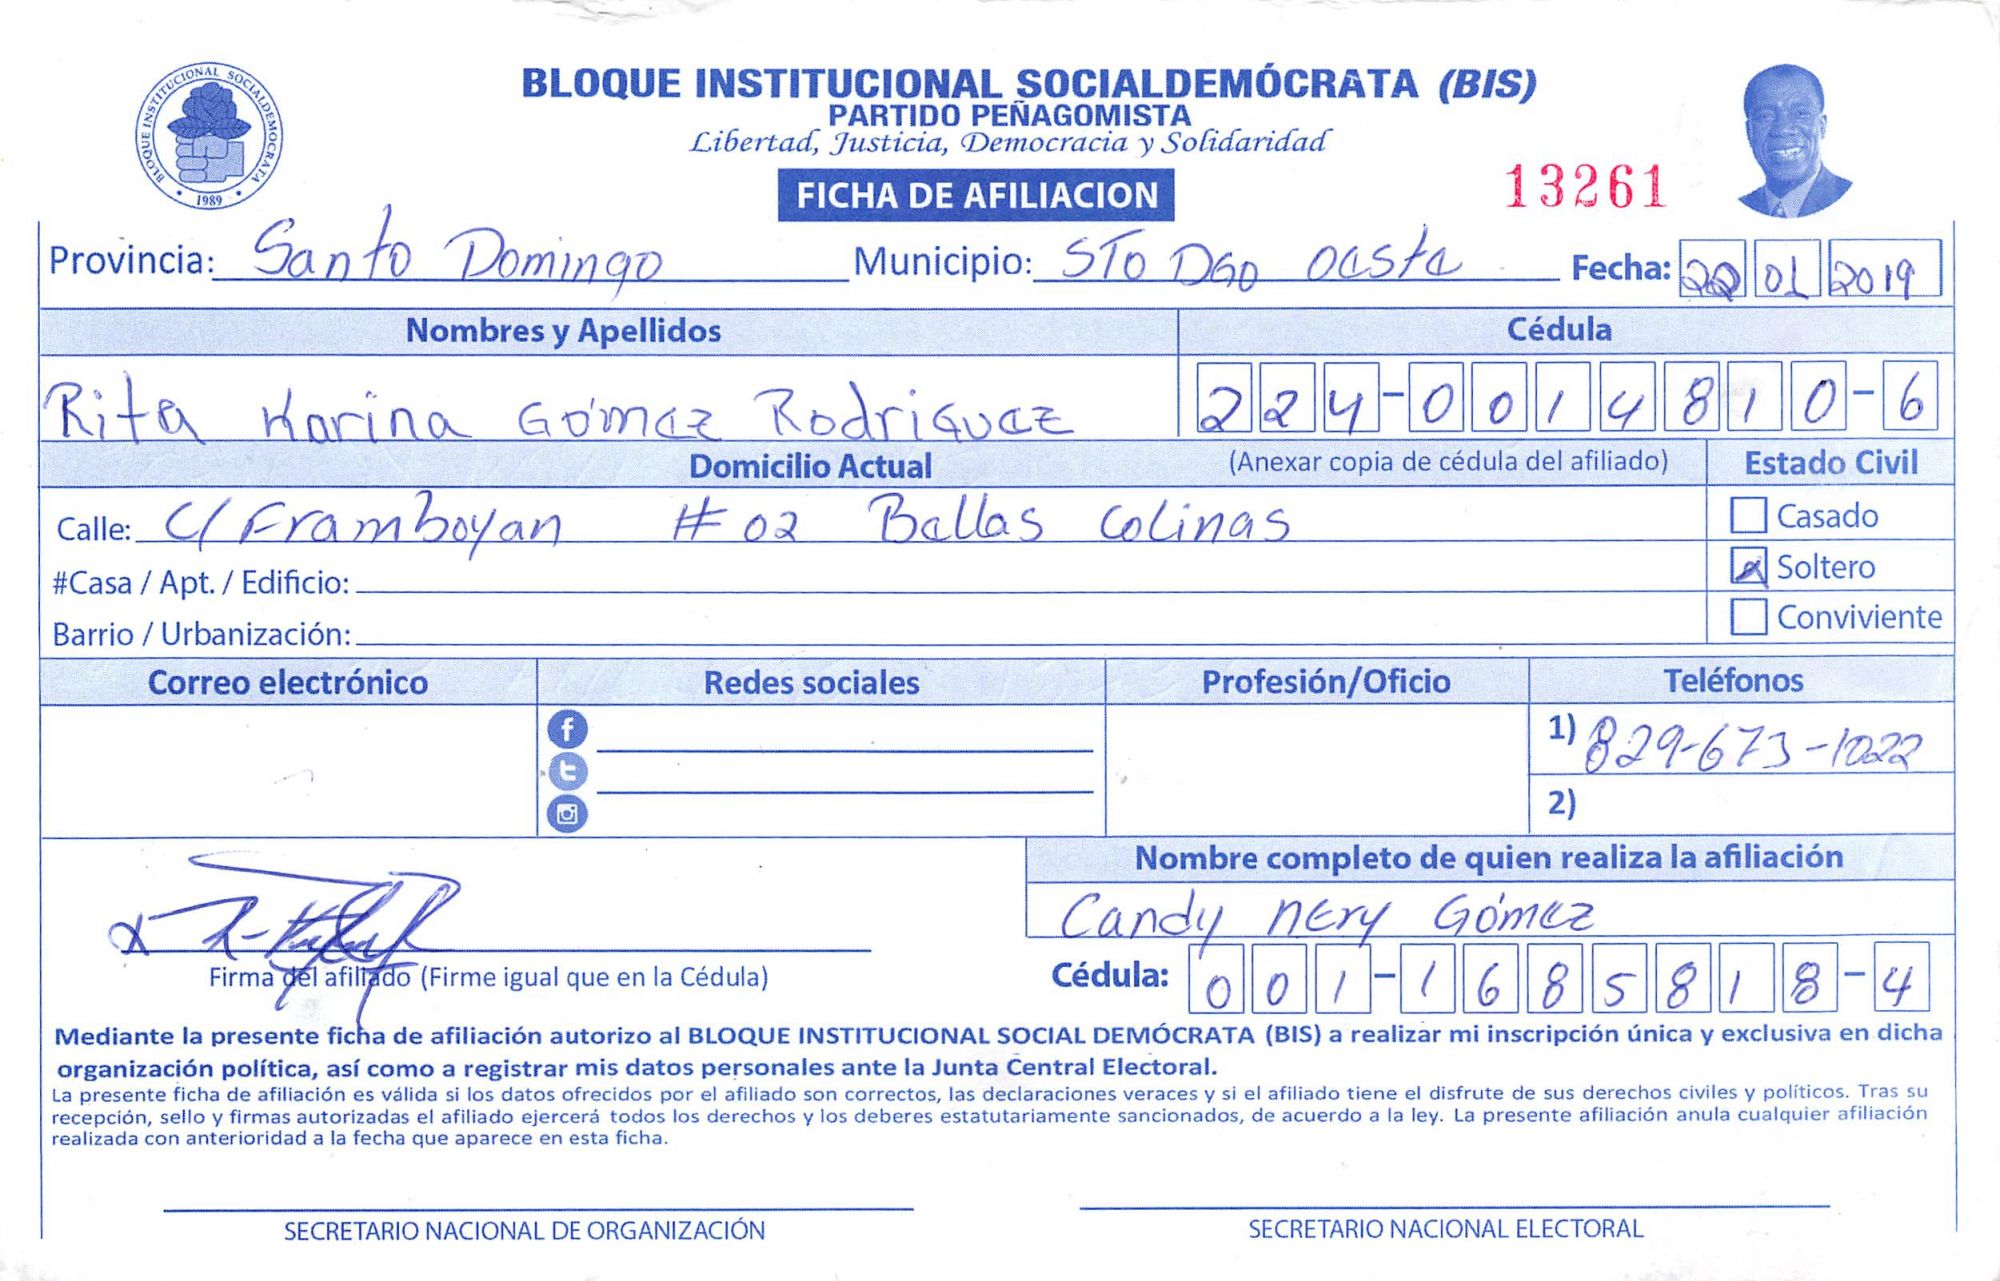 BLOQUE INSTITUCIONAL SOCIALDEMOCRATA
1989
BLOQUE INSTITUCIONAL SOCIALDEMÓCRATA (BIS)
PARTIDO PEÑAGOMISTA
Libertad, Justicia, Democracia y Solidaridad
FICHA DE AFILIACION
13261
Provincia: Santo Domingo Municipio: STO DGO Oeste Fecha: 22 01 2019
Nombres y Apellidos Cédula
Rita Karina Gómez Rodriguez 224-0014810-6
Domicilio Actual (Anexar copia de cédula del afiliado) Estado Civil
Calle: C/ Framboyan # 02 Bellas Colinas Casado
#Casa / Apt. / Edificio: Soltero
Barrio / Urbanización: Conviviente
Correo electrónico Redes sociales Profesión/Oficio Teléfonos
1) 829-673-1022
2)
Nombre completo de quien realiza la afiliación
Candy Nery Gómez
Firma del afiliado (Firme igual que en la Cédula) Cédula: 001-1685818-4
Mediante la presente ficha de afiliación autorizo al BLOQUE INSTITUCIONAL SOCIAL DEMÓCRATA (BIS) a realizar mi inscripción única y exclusiva en dicha
organización política, así como a registrar mis datos personales ante la Junta Central Electoral.
La presente ficha de afiliación es válida si los datos ofrecidos por el afiliado son correctos, las declaraciones veraces y si el afiliado tiene el disfrute de sus derechos civiles y políticos. Tras su
recepción, sello y firmas autorizadas el afiliado ejercerá todos los derechos y los deberes estatutariamente sancionados, de acuerdo a la ley. La presente afiliación anula cualquier afiliación
realizada con anterioridad a la fecha que aparece en esta ficha.
SECRETARIO NACIONAL DE ORGANIZACIÓN SECRETARIO NACIONAL ELECTORAL